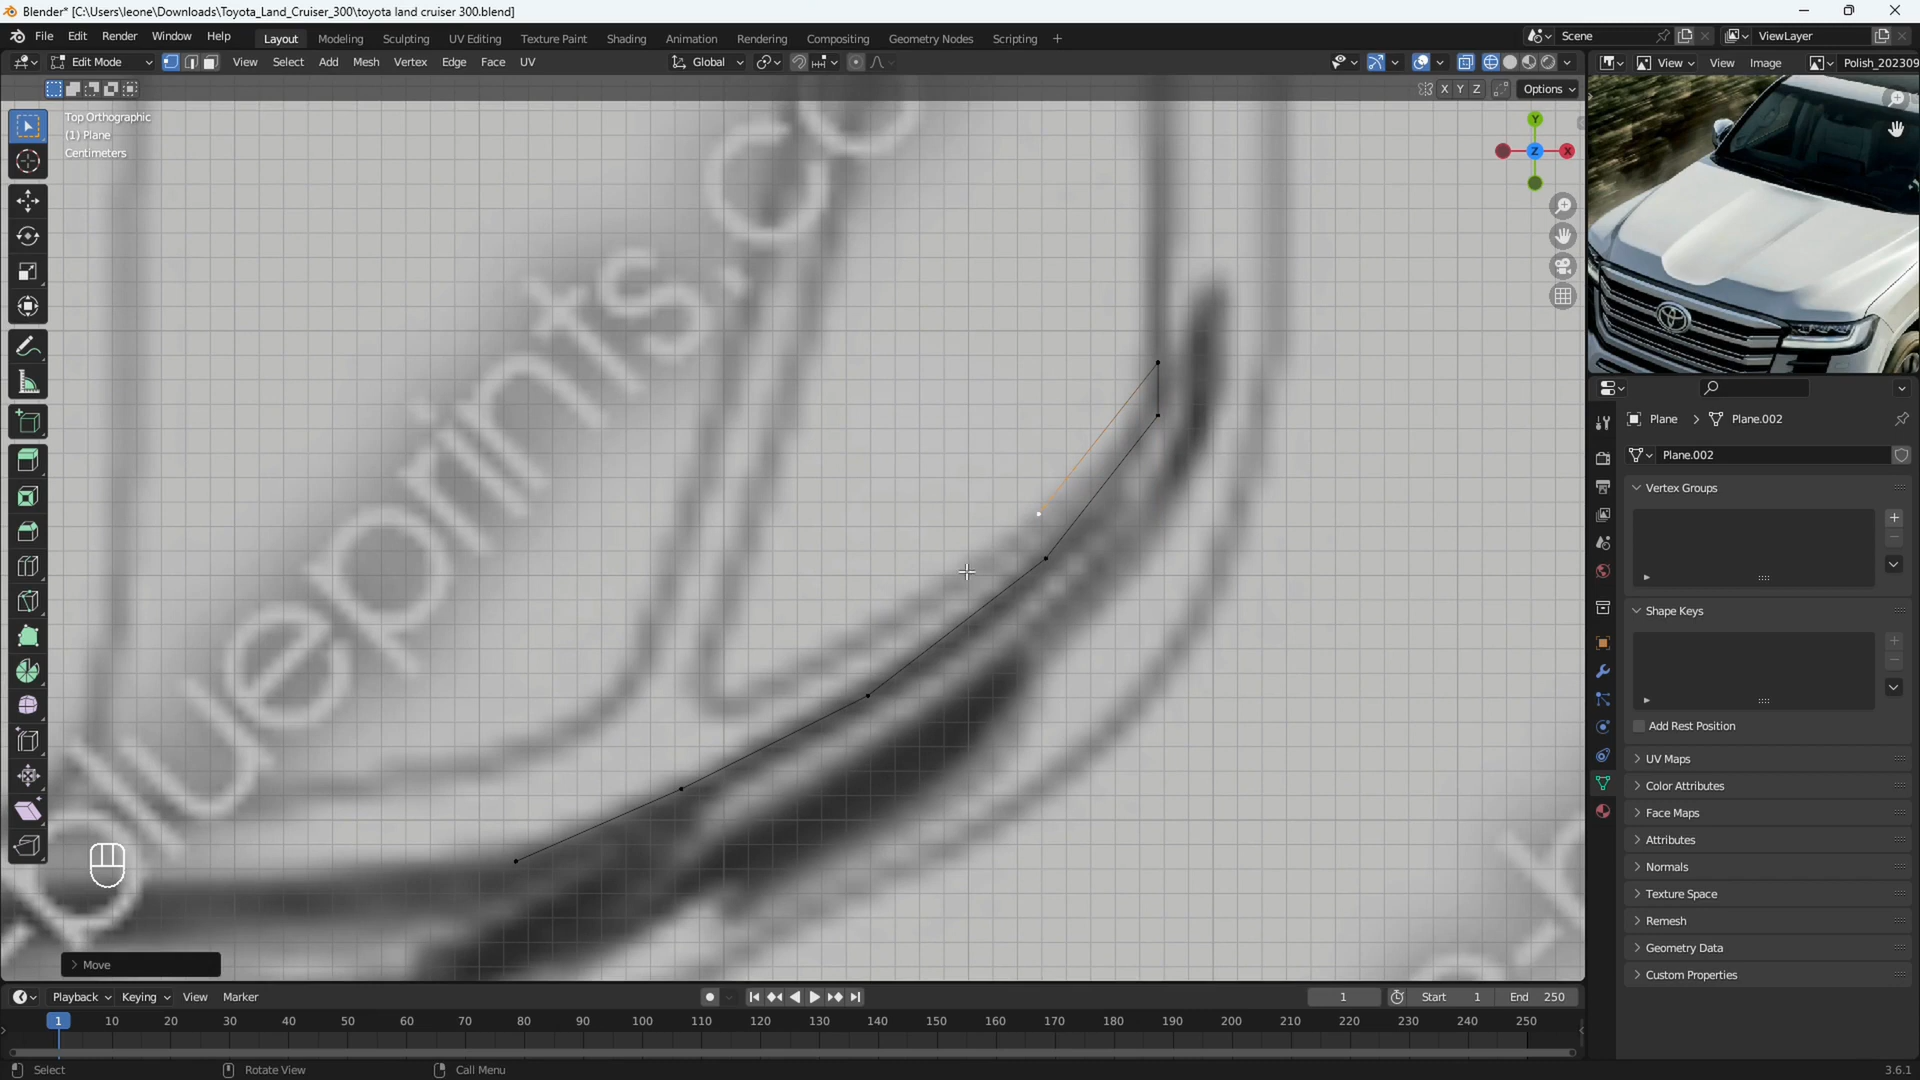 Blender* [C:\Users\leone\Downloads\Toyota_Land_Cruiser_300\toyota land cruiser 300.blend]
File Edit Render Window Help Layout Modeling Sculpting UV Editing Texture Paint Shading Animation Rendering Compositing Geometry Nodes Scripting + Scene ViewLayer
Edit Mode View Select Add Mesh Vertex Edge Face UV Global View View Image Polish_202309
X Y Z Options
Top Orthographic
(1) Plane
Centimeters
Y
Z X
blueprints.co
Plane > Plane.002
Plane.002
Vertex Groups
Shape Keys
Add Rest Position
UV Maps
Color Attributes
Face Maps
Attributes
Normals
Texture Space
Remesh
Geometry Data
Custom Properties
> Move
Playback Keying View Marker 1 Start 1 End 250
1 10 20 30 40 50 60 70 80 90 100 110 120 130 140 150 160 170 180 190 200 210 220 230 240 250
Select Rotate View Call Menu 3.6.1